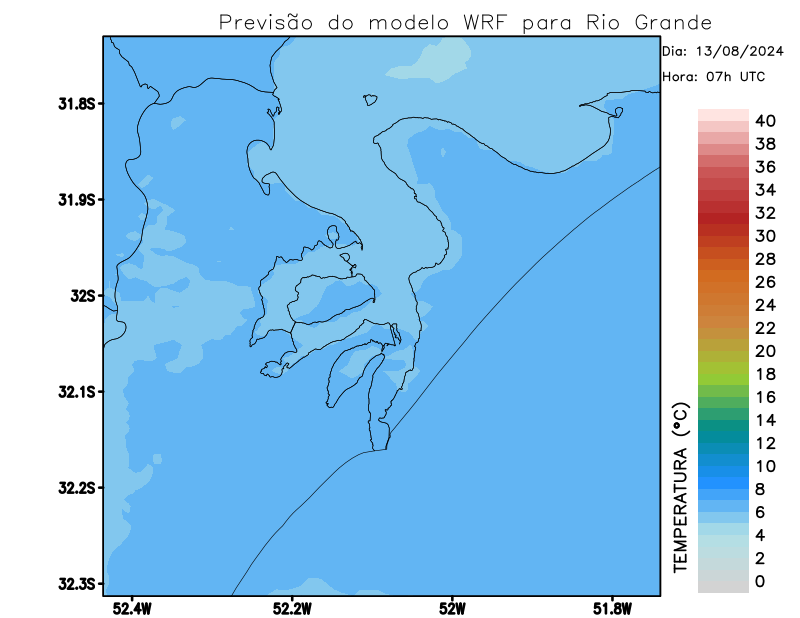 Previsão do modelo WRF para Rio Grande
Dia: 13/08/2024
Hora: 07h UTC
31.8S
31.9S
32S
32.1S
32.2S
32.3S
52.4W
52.2W
52W
51.8W
TEMPERATURA (°C)
40
38
36
34
32
30
28
26
24
22
20
18
16
14
12
10
8
6
4
2
0